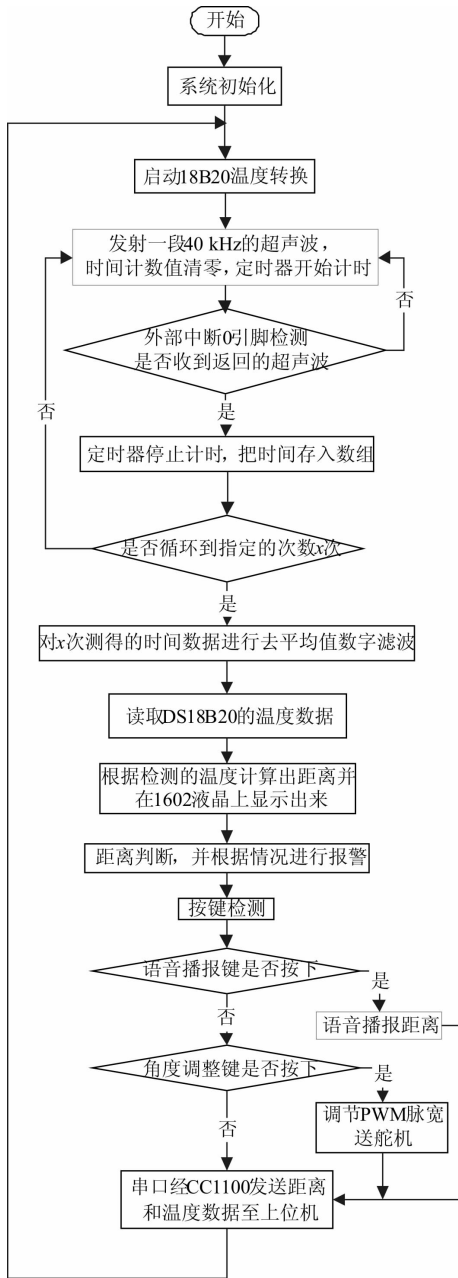 开始
系统初始化
启动18B20温度转换
发射一段40 kHz的超声波，
时间计数值清零，定时器开始计时
否
外部中断0引脚检测
是否收到返回的超声波
否
是
定时器停止计时，把时间存入数组
是否循环到指定的次数x次
是
对x次测得的时间数据进行去平均值数字滤波
读取DS18B20的温度数据
根据检测的温度计算出距离并
在1602液晶上显示出来
距离判断，并根据情况进行报警
按键检测
语音播报键是否按下
是
否
语音播报距离
角度调整键是否按下
是
调节PWM脉宽
送舵机
否
串口经CC1100发送距离
和温度数据至上位机